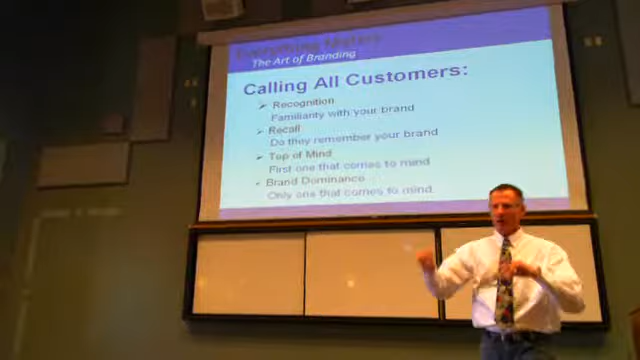 Everything Matters
The Art of Branding
Calling All Customers:
➢ Recognition
Familiarity with your brand
➢ Recall
Do they remember your brand
➢ Top of Mind
First one that comes to mind
• Brand Dominance
Only one that comes to mind